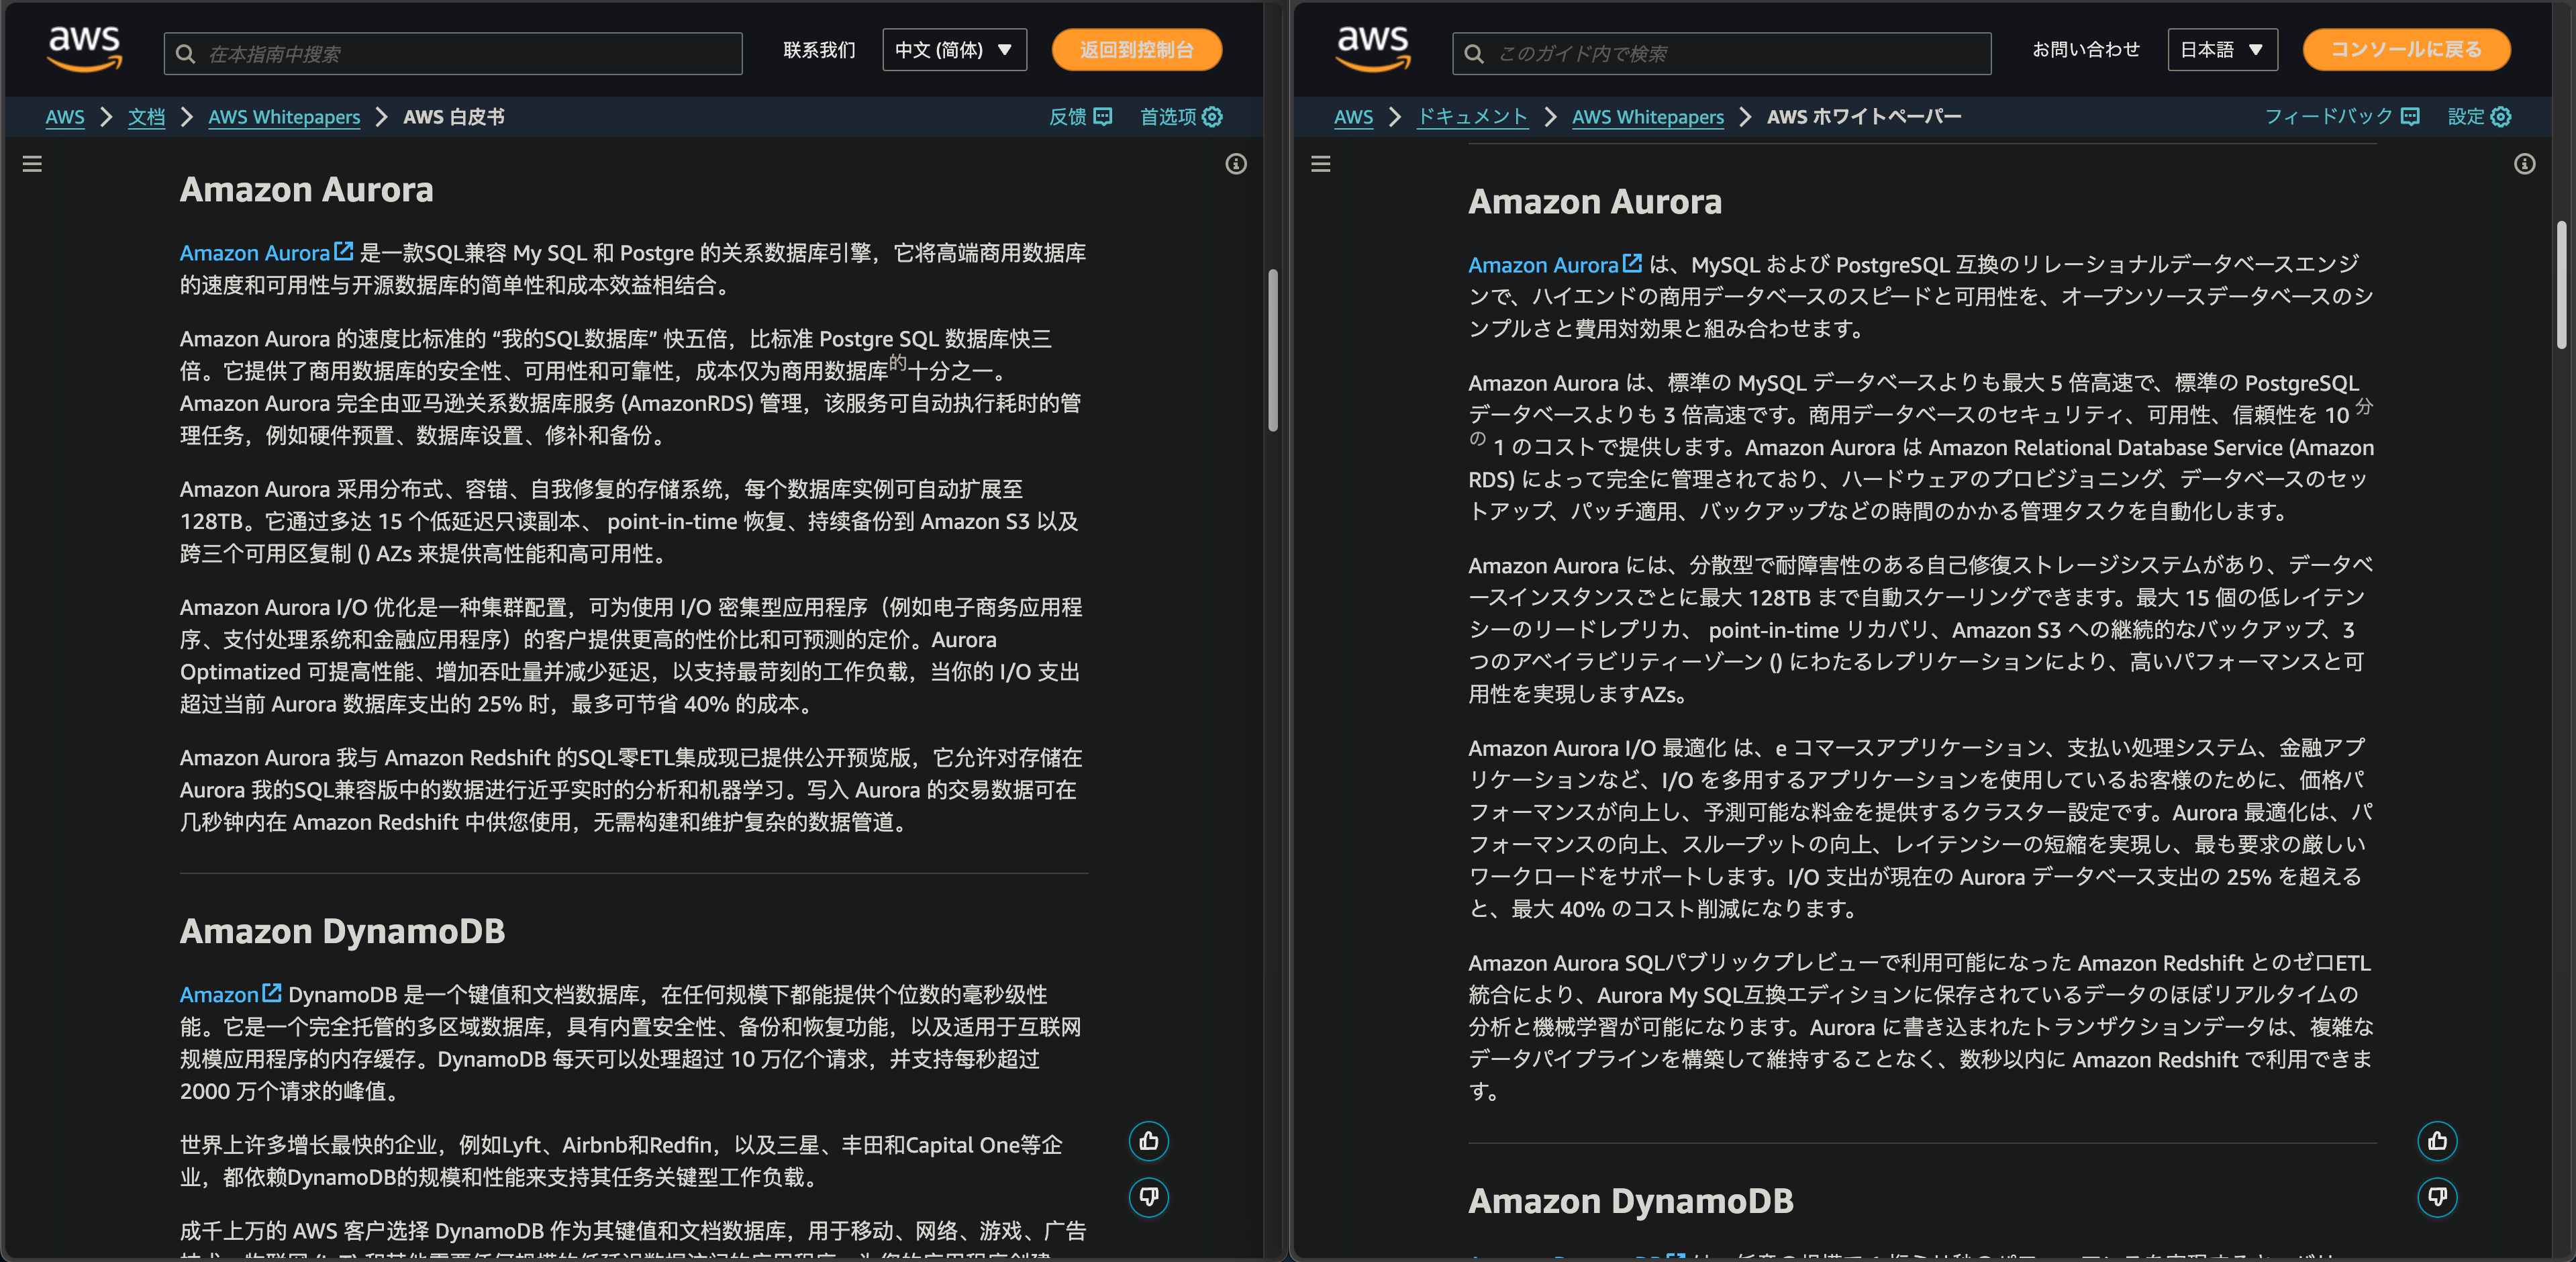 aws
在本指南中搜索
联系我们
中文 (简体)
返回到控制台
AWS > 文档 > AWS Whitepapers > AWS 白皮书
反馈
首选项
Amazon Aurora
Amazon Aurora 是一款SQL兼容 My SQL 和 Postgre 的关系数据库引擎，它将高端商用数据库
的速度和可用性与开源数据库的简单性和成本效益相结合。
Amazon Aurora 的速度比标准的 “我的SQL数据库” 快五倍，比标准 Postgre SQL 数据库快三
倍。它提供了商用数据库的安全性、可用性和可靠性，成本仅为商用数据库的十分之一。
Amazon Aurora 完全由亚马逊关系数据库服务 (AmazonRDS) 管理，该服务可自动执行耗时的管
理任务，例如硬件预置、数据库设置、修补和备份。
Amazon Aurora 采用分布式、容错、自我修复的存储系统，每个数据库实例可自动扩展至
128TB。它通过多达 15 个低延迟只读副本、 point-in-time 恢复、持续备份到 Amazon S3 以及
跨三个可用区复制 () AZs 来提供高性能和高可用性。
Amazon Aurora I/O 优化是一种集群配置，可为使用 I/O 密集型应用程序（例如电子商务应用程
序、支付处理系统和金融应用程序）的客户提供更高的性价比和可预测的定价。Aurora
Optimatized 可提高性能、增加吞吐量并减少延迟，以支持最苛刻的工作负载，当你的 I/O 支出
超过当前 Aurora 数据库支出的 25% 时，最多可节省 40% 的成本。
Amazon Aurora 我与 Amazon Redshift 的SQL零ETL集成现已提供公开预览版，它允许对存储在
Aurora 我的SQL兼容版中的数据进行近乎实时的分析和机器学习。写入 Aurora 的交易数据可在
几秒钟内在 Amazon Redshift 中供您使用，无需构建和维护复杂的数据管道。
Amazon DynamoDB
Amazon DynamoDB 是一个键值和文档数据库，在任何规模下都能提供个位数的毫秒级性
能。它是一个完全托管的多区域数据库，具有内置安全性、备份和恢复功能，以及适用于互联网
规模应用程序的内存缓存。DynamoDB 每天可以处理超过 10 万亿个请求，并支持每秒超过
2000 万个请求的峰值。
世界上许多增长最快的企业，例如Lyft、Airbnb和Redfin，以及三星、丰田和Capital One等企
业，都依赖DynamoDB的规模和性能来支持其任务关键型工作负载。
成千上万的 AWS 客户选择 DynamoDB 作为其键值和文档数据库，用于移动、网络、游戏、广告
aws
このガイド内で検索
お問い合わせ
日本語
コンソールに戻る
AWS > ドキュメント > AWS Whitepapers > AWS ホワイトペーパー
フィードバック
設定
Amazon Aurora
Amazon Aurora は、MySQL および PostgreSQL 互換のリレーショナルデータベースエンジ
ンで、ハイエンドの商用データベースのスピードと可用性を、オープンソースデータベースのシ
ンプルさと費用対効果と組み合わせます。
Amazon Aurora は、標準の MySQL データベースよりも最大 5 倍高速で、標準の PostgreSQL
データベースよりも 3 倍高速です。商用データベースのセキュリティ、可用性、信頼性を 10 分
の 1 のコストで提供します。Amazon Aurora は Amazon Relational Database Service (Amazon
RDS) によって完全に管理されており、ハードウェアのプロビジョニング、データベースのセッ
トアップ、パッチ適用、バックアップなどの時間のかかる管理タスクを自動化します。
Amazon Aurora には、分散型で耐障害性のある自己修復ストレージシステムがあり、データベ
ースインスタンスごとに最大 128TB まで自動スケーリングできます。最大 15 個の低レイテン
シーのリードレプリカ、 point-in-time リカバリ、Amazon S3 への継続的なバックアップ、3
つのアベイラビリティーゾーン () にわたるレプリケーションにより、高いパフォーマンスと可
用性を実現しますAZs。
Amazon Aurora I/O 最適化 は、e コマースアプリケーション、支払い処理システム、金融アプ
リケーションなど、I/O を多用するアプリケーションを使用しているお客様のために、価格パ
フォーマンスが向上し、予測可能な料金を提供するクラスター設定です。Aurora 最適化は、パ
フォーマンスの向上、スループットの向上、レイテンシーの短縮を実現し、最も要求の厳しい
ワークロードをサポートします。I/O 支出が現在の Aurora データベース支出の 25% を超える
と、最大 40% のコスト削減になります。
Amazon Aurora SQLパブリックプレビューで利用可能になった Amazon Redshift とのゼロETL
統合により、Aurora My SQL互換エディションに保存されているデータのほぼリアルタイムの
分析と機械学習が可能になります。Aurora に書き込まれたトランザクションデータは、複雑な
データパイプラインを構築して維持することなく、数秒以内に Amazon Redshift で利用できま
す。
Amazon DynamoDB